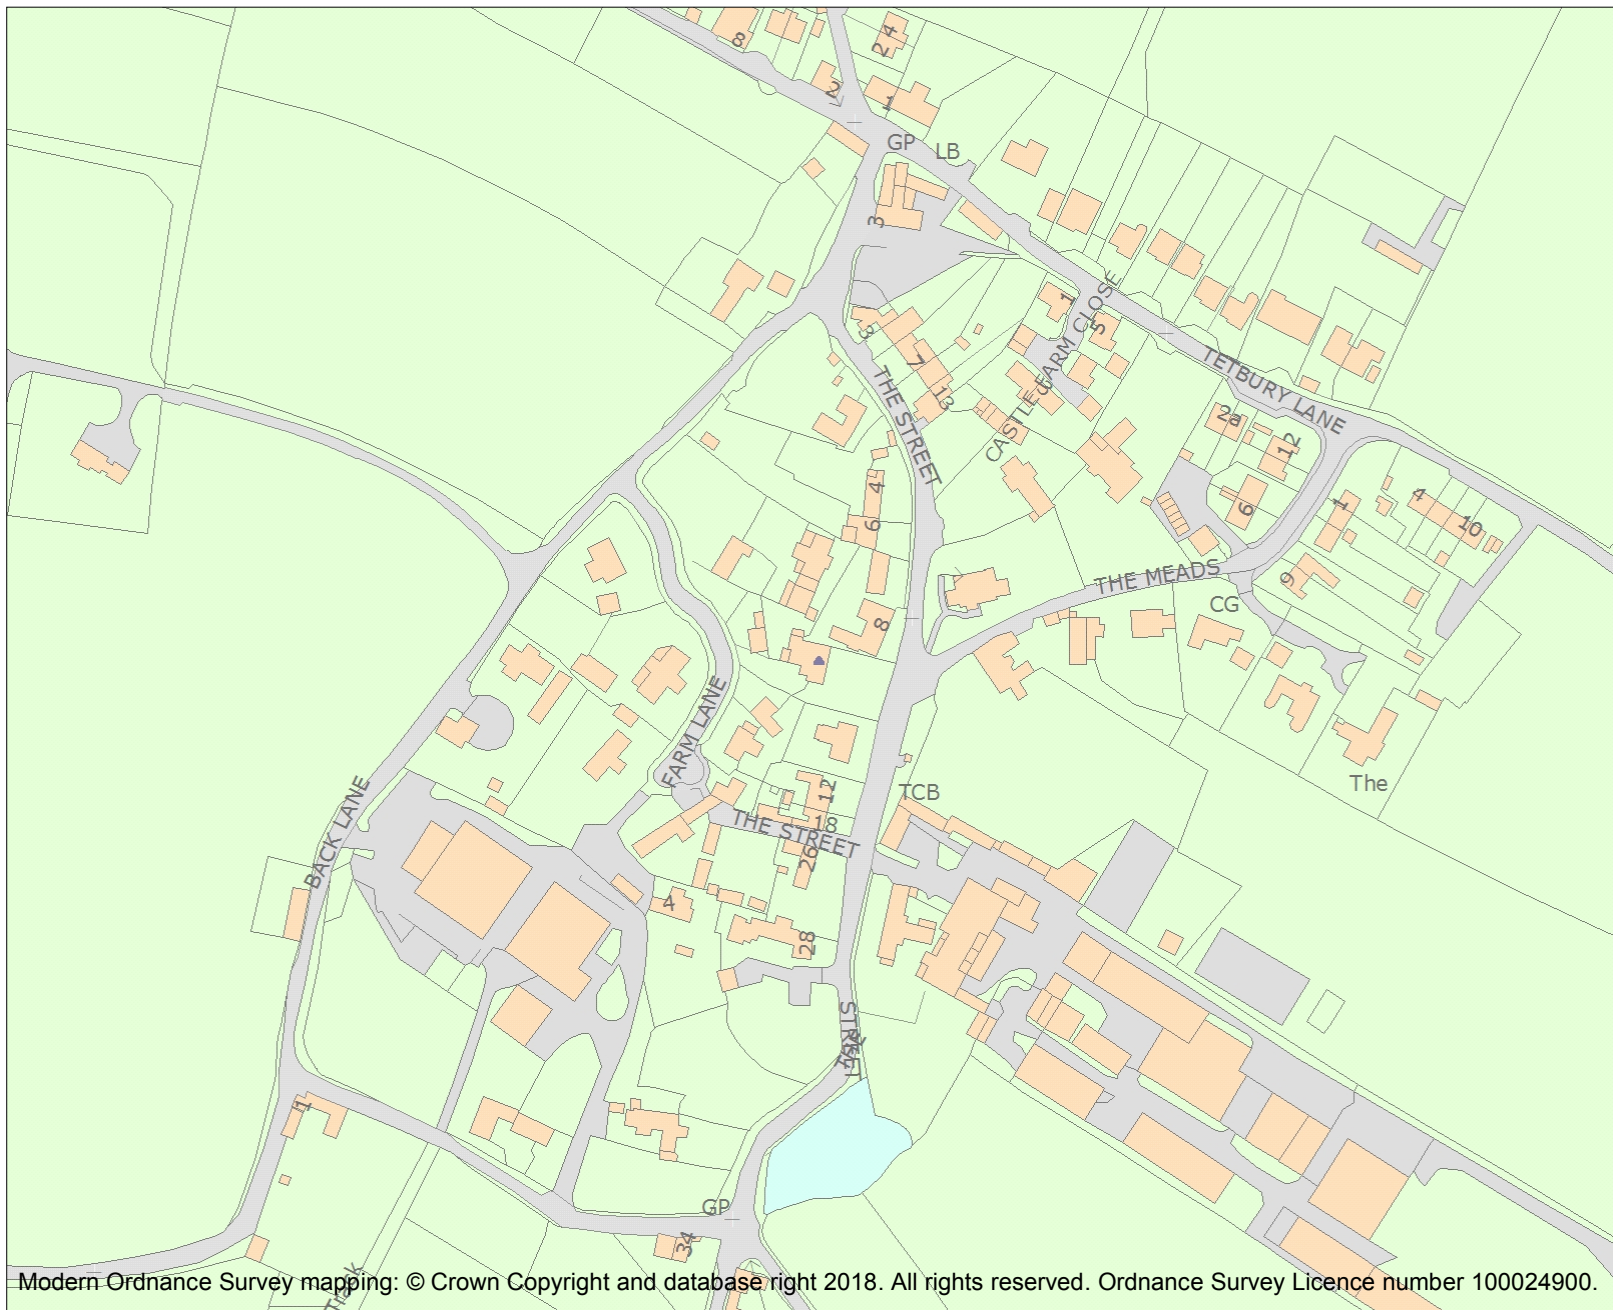 8
2 4
2
1
GP
LB
3
1
CASTLE FARM CLOSE
5
3
7
13
THE STREET
TETBURY LANE
2a
12
6
4
6
1
4
10
9
THE MEADS
CG
8
FARM LANE
The
TCB
12
18
THE STREET
26
BACK LANE
4
28
THE
STREET
1
GP
34
Track
Modern Ordnance Survey mapping: © Crown Copyright and database right 2018. All rights reserved. Ordnance Survey Licence number 100024900.